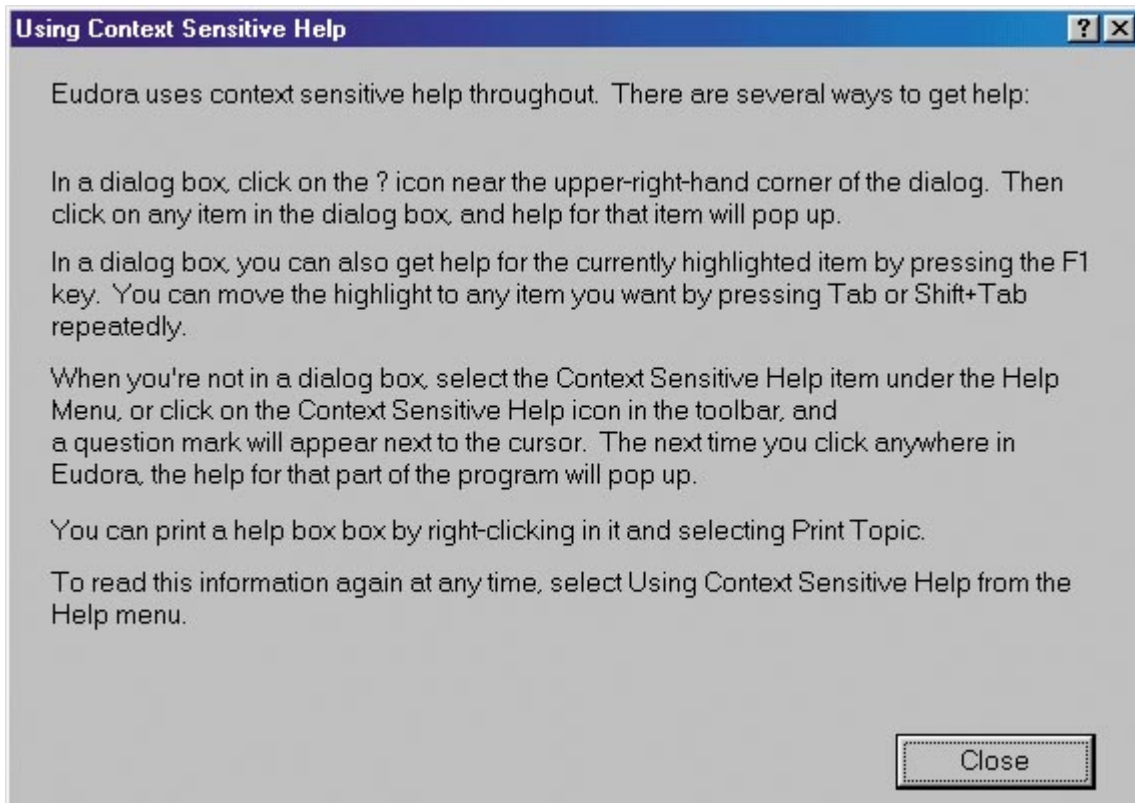 Using Context Sensitive Help
Eudora uses context sensitive help throughout.  There are several ways to get help:
In a dialog box, click on the ? icon near the upper-right-hand corner of the dialog.  Then
click on any item in the dialog box, and help for that item will pop up.
In a dialog box, you can also get help for the currently highlighted item by pressing the F1
key.  You can move the highlight to any item you want by pressing Tab or Shift+Tab
repeatedly.
When you're not in a dialog box, select the Context Sensitive Help item under the Help
Menu, or click on the Context Sensitive Help icon in the toolbar, and
a question mark will appear next to the cursor.  The next time you click anywhere in
Eudora, the help for that part of the program will pop up.
You can print a help box box by right-clicking in it and selecting Print Topic.
To read this information again at any time, select Using Context Sensitive Help from the
Help menu.
Close